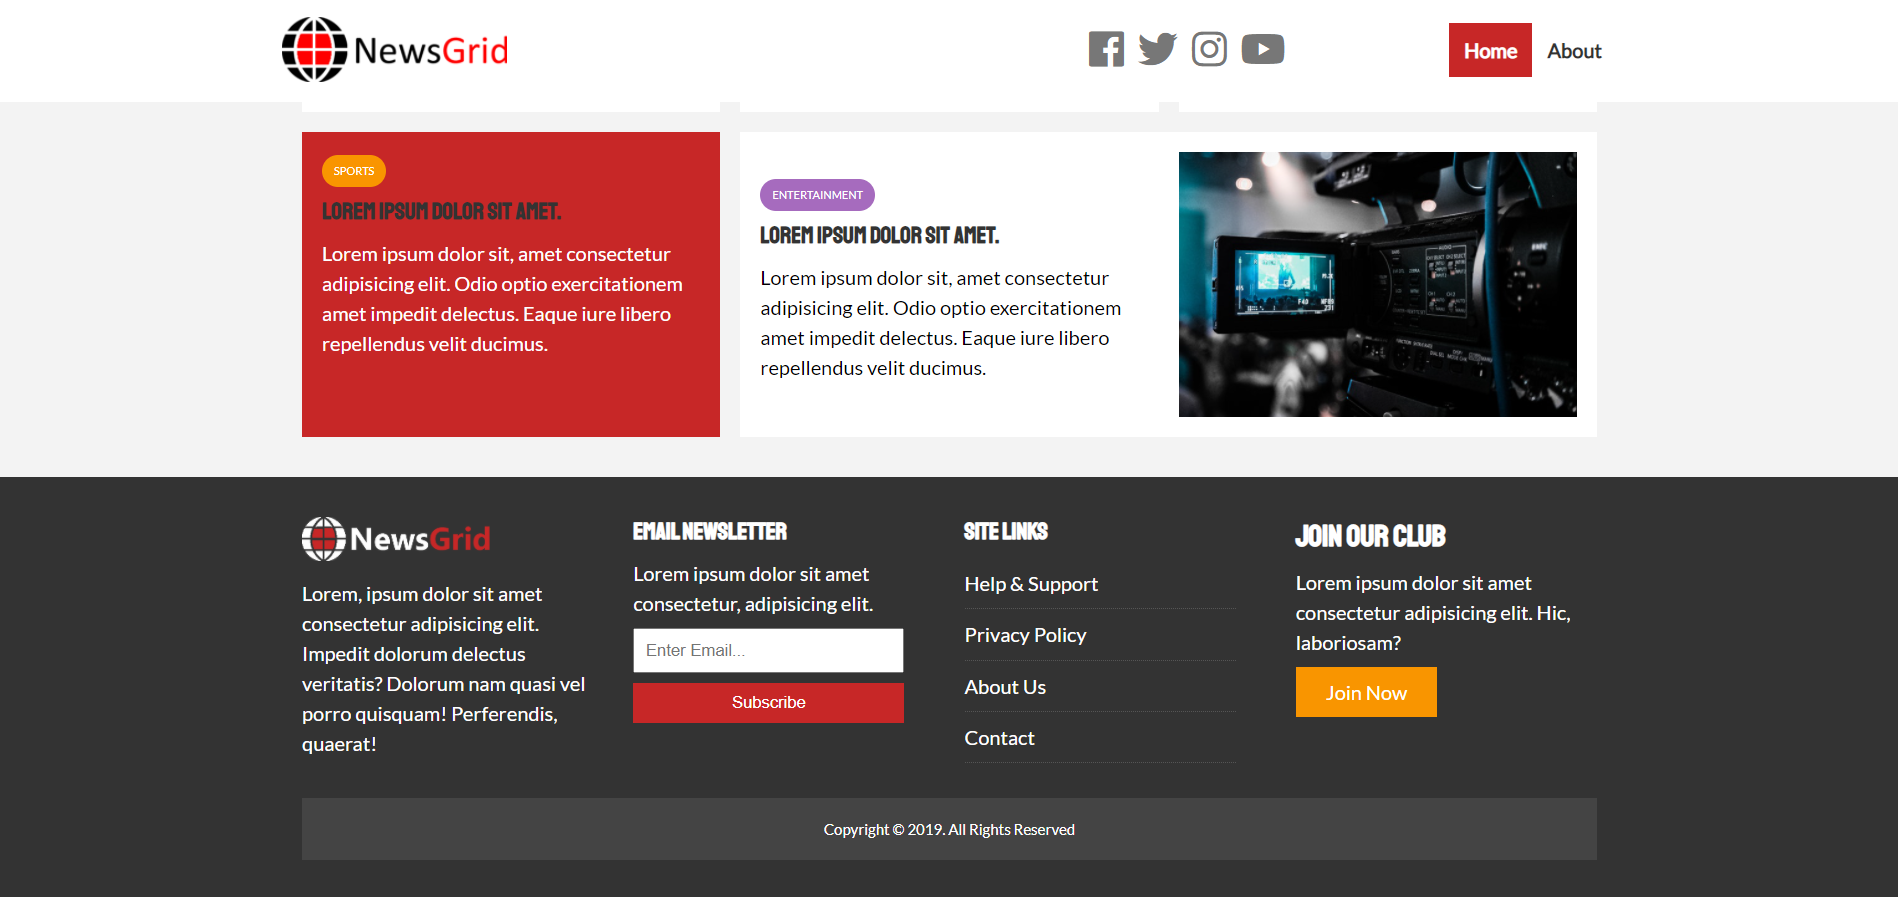 NewsGrid
Home About
SPORTS
LOREM IPSUM DOLOR SIT AMET.
Lorem ipsum dolor sit, amet consectetur
adipisicing elit. Odio optio exercitationem
amet impedit delectus. Eaque iure libero
repellendus velit ducimus.
ENTERTAINMENT
LOREM IPSUM DOLOR SIT AMET.
Lorem ipsum dolor sit, amet consectetur
adipisicing elit. Odio optio exercitationem
amet impedit delectus. Eaque iure libero
repellendus velit ducimus.
NewsGrid
Lorem, ipsum dolor sit amet
consectetur adipisicing elit.
Impedit dolorum delectus
veritatis? Dolorum nam quasi vel
porro quisquam! Perferendis,
quaerat!
EMAIL NEWSLETTER
Lorem ipsum dolor sit amet
consectetur, adipisicing elit.
Enter Email...
Subscribe
SITE LINKS
Help & Support
Privacy Policy
About Us
Contact
JOIN OUR CLUB
Lorem ipsum dolor sit amet
consectetur adipisicing elit. Hic,
laboriosam?
Join Now
Copyright © 2019. All Rights Reserved